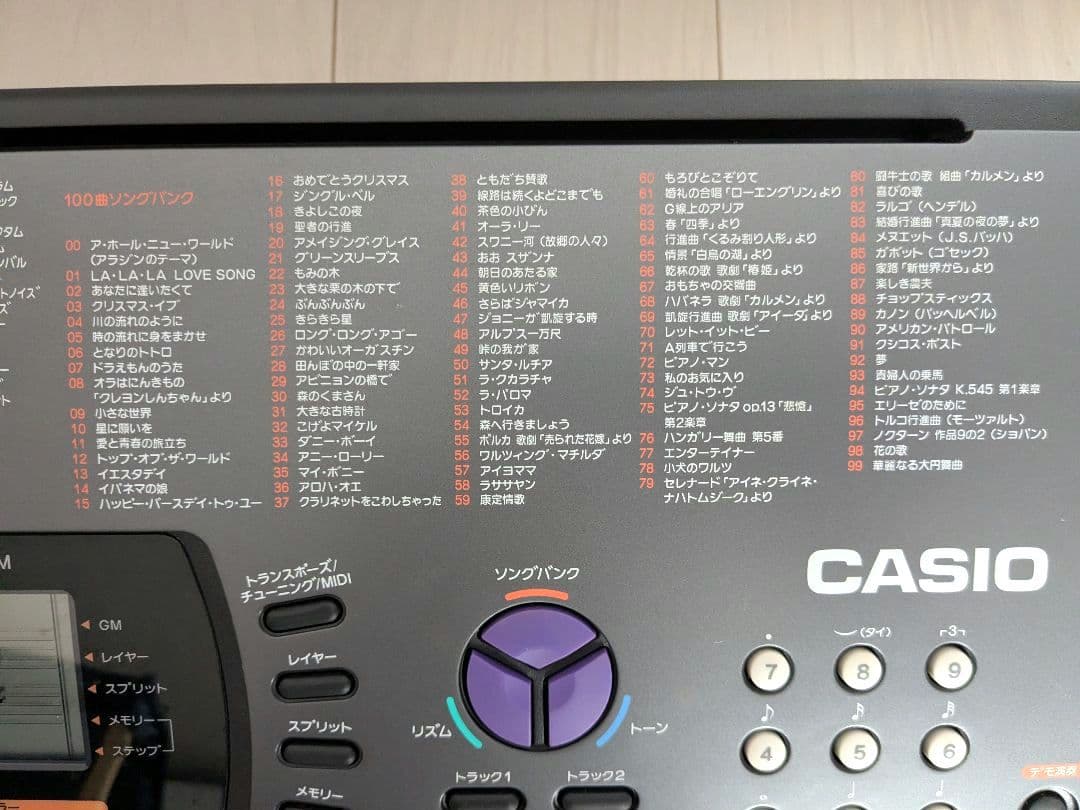 ラム
ック
クタム
ム
ンバル
ットノイズ
ズ
ー
ト
100曲ソングバンク
00 ア・ホール・ニュー・ワールド
(アラジンのテーマ)
01 LA・LA・LA LOVE SONG
02 あなたに逢いたくて
03 クリスマス・イブ
04 川の流れのように
05 時の流れに身をまかせ
06 となりのトトロ
07 ドラえもんのうた
08 オラはにんきもの
「クレヨンしんちゃん」より
09 小さな世界
10 星に願いを
11 愛と青春の旅立ち
12 トップ・オブ・ザ・ワールド
13 イエスタデイ
14 イパネマの娘
15 ハッピー・バースデイ・トゥ・ユー
16 おめでとうクリスマス
17 ジングル・ベル
18 きよしこの夜
19 聖者の行進
20 アメイジング・グレイス
21 グリーンスリーブス
22 もみの木
23 大きな栗の木の下で
24 ぶんぶんぶん
25 きらきら星
26 ロング・ロング・アゴー
27 かわいいオーガスチン
28 田んぼの中の一軒家
29 アビニョンの橋で
30 森のくまさん
31 大きな古時計
32 こげよマイケル
33 ダニー・ボーイ
34 アニー・ローリー
35 マイ・ボニー
36 アロハ・オエ
37 クラリネットをこわしちゃった
38 ともだち賛歌
39 線路は続くよどこまでも
40 茶色の小びん
41 オーラ・リー
42 スワニー河(故郷の人々)
43 おお スザンナ
44 朝日のあたる家
45 黄色いリボン
46 さらばジャマイカ
47 ジョニーが凱旋する時
48 アルプス一万尺
49 峠の我が家
50 サンタ・ルチア
51 ラ・クカラチャ
52 ラ・パロマ
53 トロイカ
54 森へ行きましょう
55 ポルカ 歌劇「売られた花嫁」より
56 ワルツィング・マチルダ
57 アイヨママ
58 ラササヤン
59 康定情歌
60 もろびとこぞりて
61 婚礼の合唱「ローエングリン」より
62 G線上のアリア
63 春「四季」より
64 行進曲「くるみ割り人形」より
65 情景「白鳥の湖」より
66 乾杯の歌 歌劇「椿姫」より
67 おもちゃの交響曲
68 ハバネラ 歌劇「カルメン」より
69 凱旋行進曲 歌劇「アイーダ」より
70 レット・イット・ビー
71 A列車で行こう
72 ピアノ・マン
73 私のお気に入り
74 ジュ・トゥ・ヴ
75 ピアノ・ソナタ op.13「悲愴」
第2楽章
76 ハンガリー舞曲 第5番
77 エンターテイナー
78 小犬のワルツ
79 セレナード「アイネ・クライネ・
ナハトムジーク」より
80 闘牛士の歌 組曲「カルメン」より
81 喜びの歌
82 ラルゴ(ヘンデル)
83 結婚行進曲「真夏の夜の夢」より
84 メヌエット(J.S.バッハ)
85 ガボット(ゴセック)
86 家路「新世界から」より
87 楽しき農夫
88 チョップスティックス
89 カノン(パッヘルベル)
90 アメリカン・パトロール
91 クシコス・ポスト
92 夢
93 貴婦人の乗馬
94 ピアノ・ソナタ K.545 第1楽章
95 エリーゼのために
96 トルコ行進曲(モーツァルト)
97 ノクターン 作品9の2(ショパン)
98 花の歌
99 華麗なる大円舞曲
CASIO
M
GM
レイヤー
スプリット
メモリー
ステップ
ラー
トランスポーズ/
チューニング/MIDI
レイヤー
スプリット
メモリー
ソングバンク
リズム
トーン
トラック1
トラック2
(タイ)
3
7
8
9
4
5
6
デモ演奏